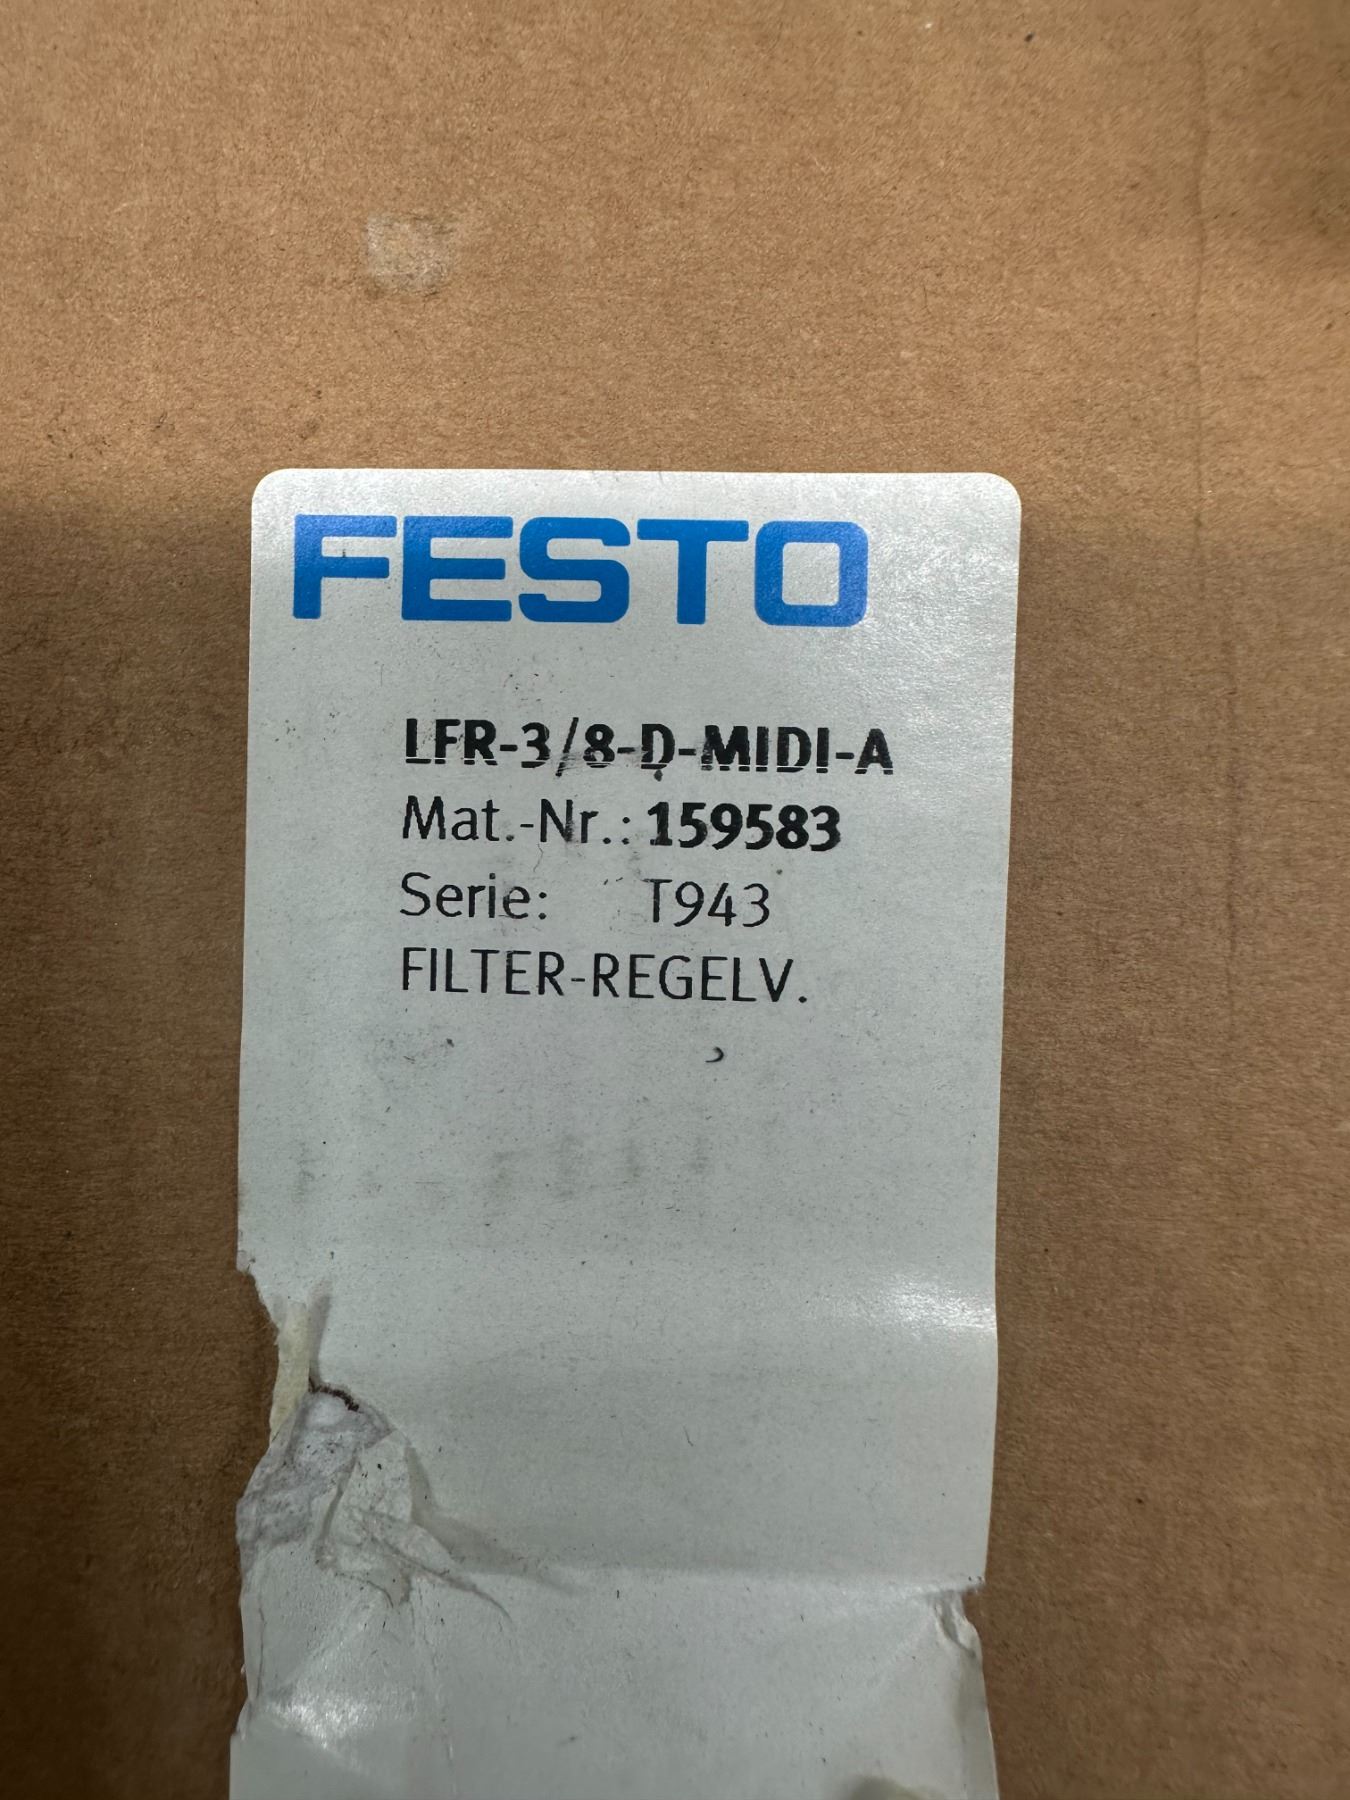 FESTO
LFR-3/8-D-MIDI-A
Mat.-Nr.: 159583
Serie: T943
FILTER-REGELV.